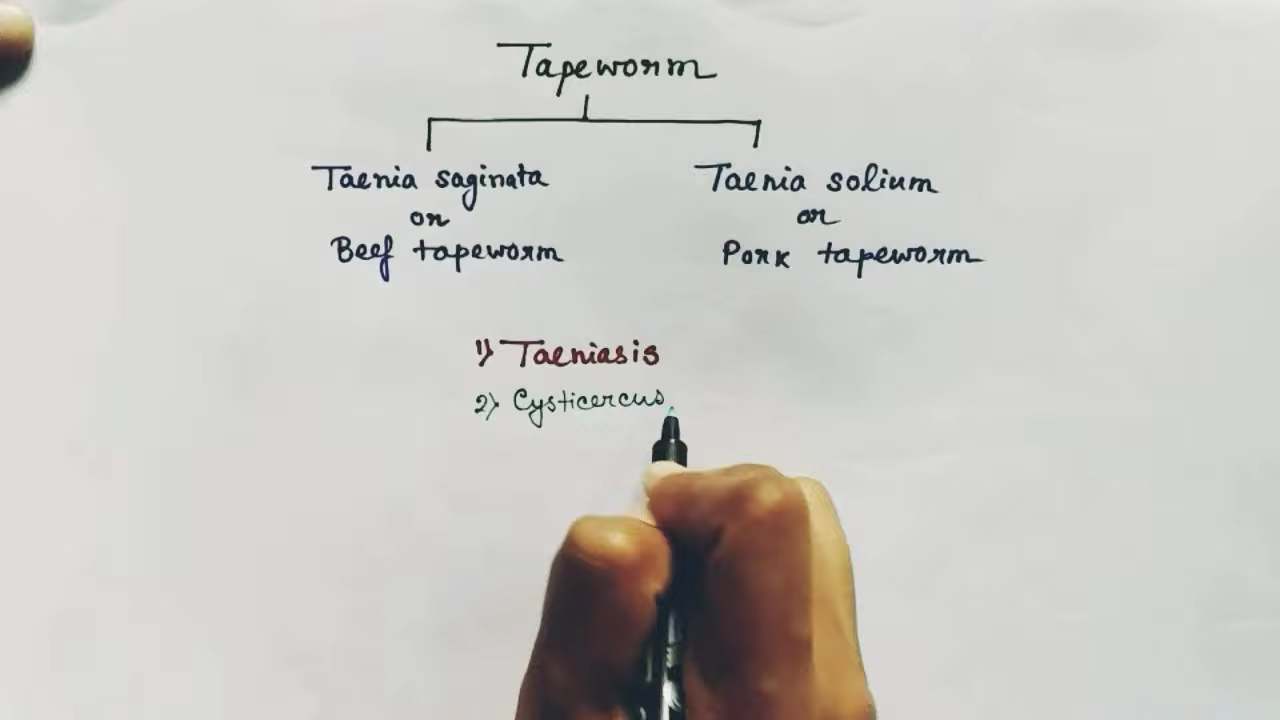 Tapeworm
Taenia saginata
or
Beef tapeworm
Taenia solium
or
Pork tapeworm
1) Taeniasis
2) Cysticercus